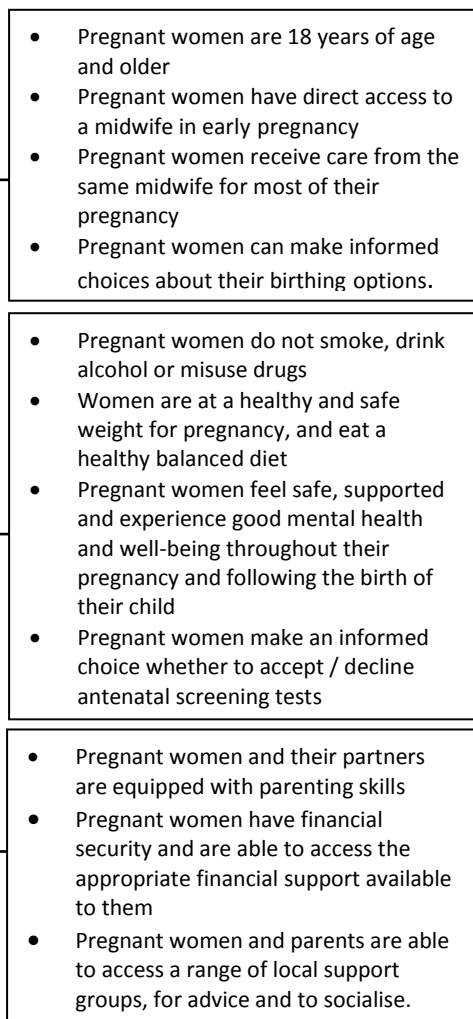 • Pregnant women are 18 years of age
and older
• Pregnant women have direct access to
a midwife in early pregnancy
• Pregnant women receive care from the
same midwife for most of their
pregnancy
• Pregnant women can make informed
choices about their birthing options.
• Pregnant women do not smoke, drink
alcohol or misuse drugs
• Women are at a healthy and safe
weight for pregnancy, and eat a
healthy balanced diet
• Pregnant women feel safe, supported
and experience good mental health
and well-being throughout their
pregnancy and following the birth of
their child
• Pregnant women make an informed
choice whether to accept / decline
antenatal screening tests
• Pregnant women and their partners
are equipped with parenting skills
• Pregnant women have financial
security and are able to access the
appropriate financial support available
to them
• Pregnant women and parents are able
to access a range of local support
groups, for advice and to socialise.